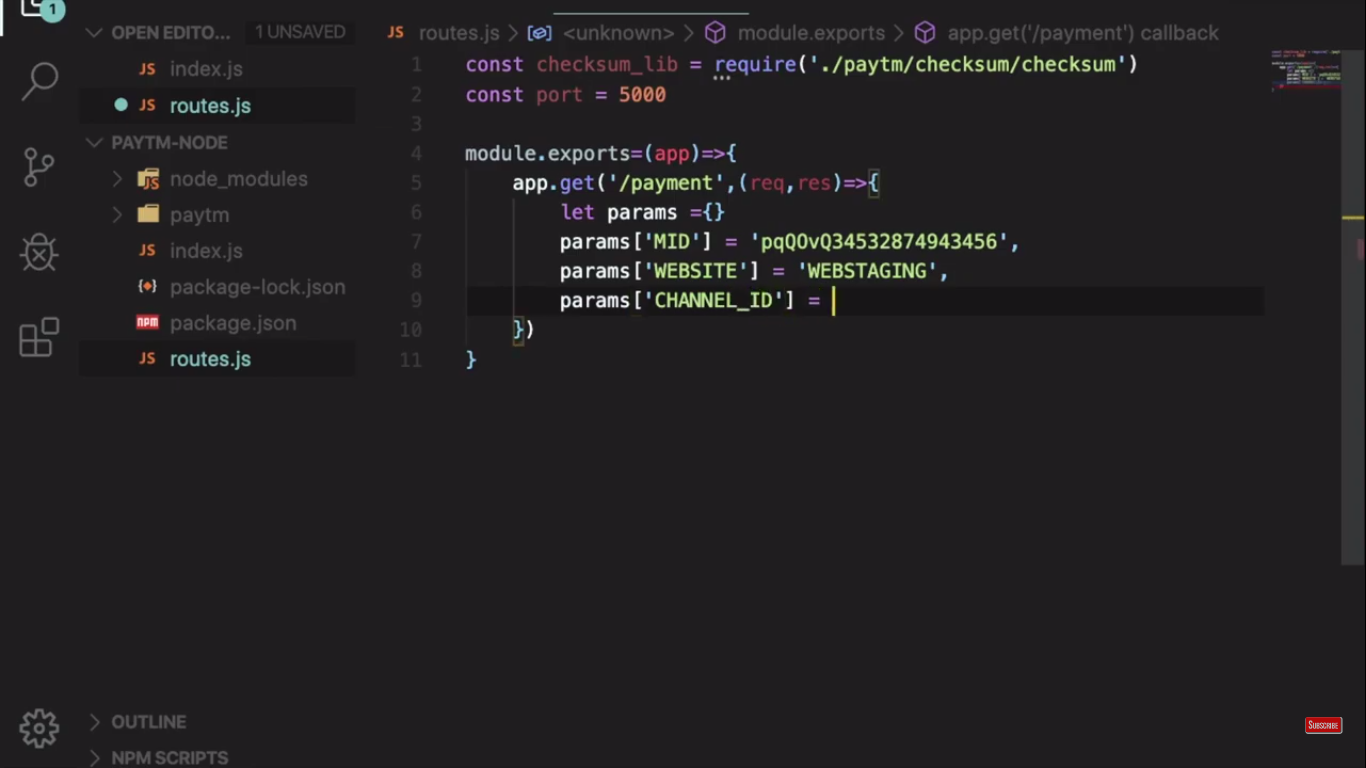 1
OPEN EDITO... 1 UNSAVED
JS index.js
JS routes.js
PAYTM-NODE
JS node_modules
paytm
JS index.js
package-lock.json
npm package.json
JS routes.js
OUTLINE
NPM SCRIPTS
JS routes.js > <unknown> > module.exports > app.get('/payment') callback
1 const checksum_lib = require('./paytm/checksum/checksum')
2 const port = 5000
3
4 module.exports=(app)=>{
5 app.get('/payment',(req,res)=>{
6 let params ={}
7 params['MID'] = 'pqQOvQ34532874943456',
8 params['WEBSITE'] = 'WEBSTAGING',
9 params['CHANNEL_ID'] =
10 })
11 }
SUBSCRIBE